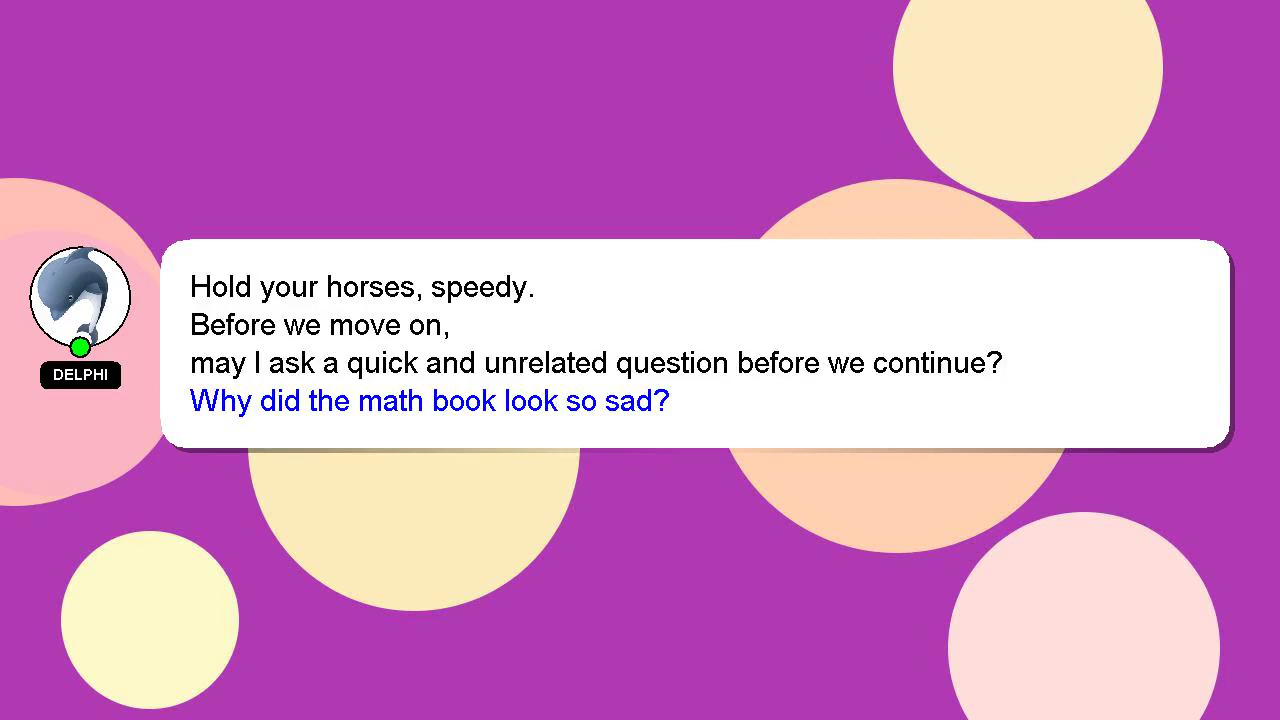 Hold your horses, speedy.
Before we move on,
may I ask a quick and unrelated question before we continue?
Why did the math book look so sad?
DELPHI